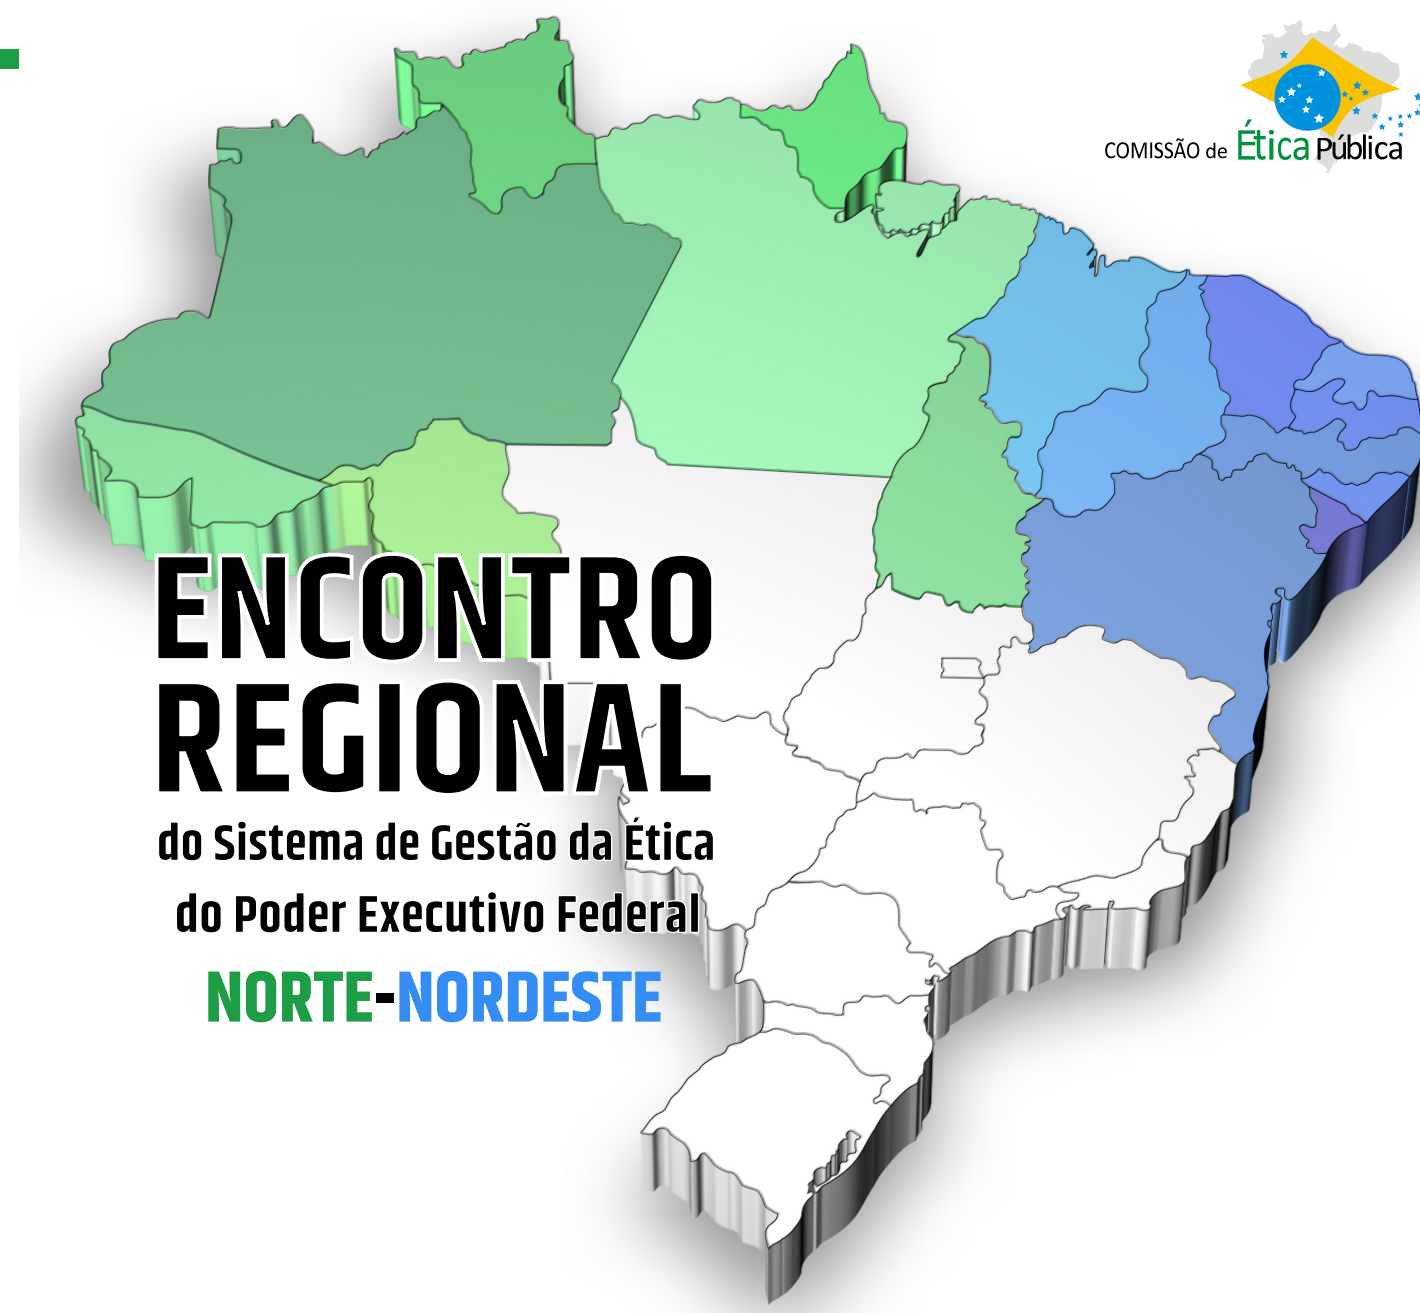 COMISSÃO de Ética Pública
ENCONTRO
REGIONAL
do Sistema de Gestão da Ética
do Poder Executivo Federal
NORTE-NORDESTE